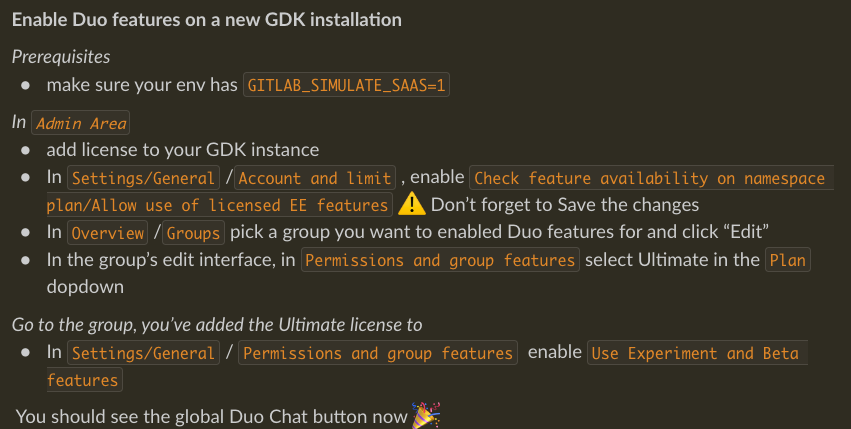 Enable Duo features on a new GDK installation
Prerequisites
● make sure your env has GITLAB_SIMULATE_SAAS=1
In Admin Area
● add license to your GDK instance
● In Settings/General / Account and limit , enable Check feature availability on namespace
plan/Allow use of licensed EE features ⚠️ Don’t forget to Save the changes
● In Overview / Groups pick a group you want to enabled Duo features for and click “Edit”
● In the group’s edit interface, in Permissions and group features select Ultimate in the Plan
dopdown
Go to the group, you’ve added the Ultimate license to
● In Settings/General / Permissions and group features enable Use Experiment and Beta
features
You should see the global Duo Chat button now 🎉